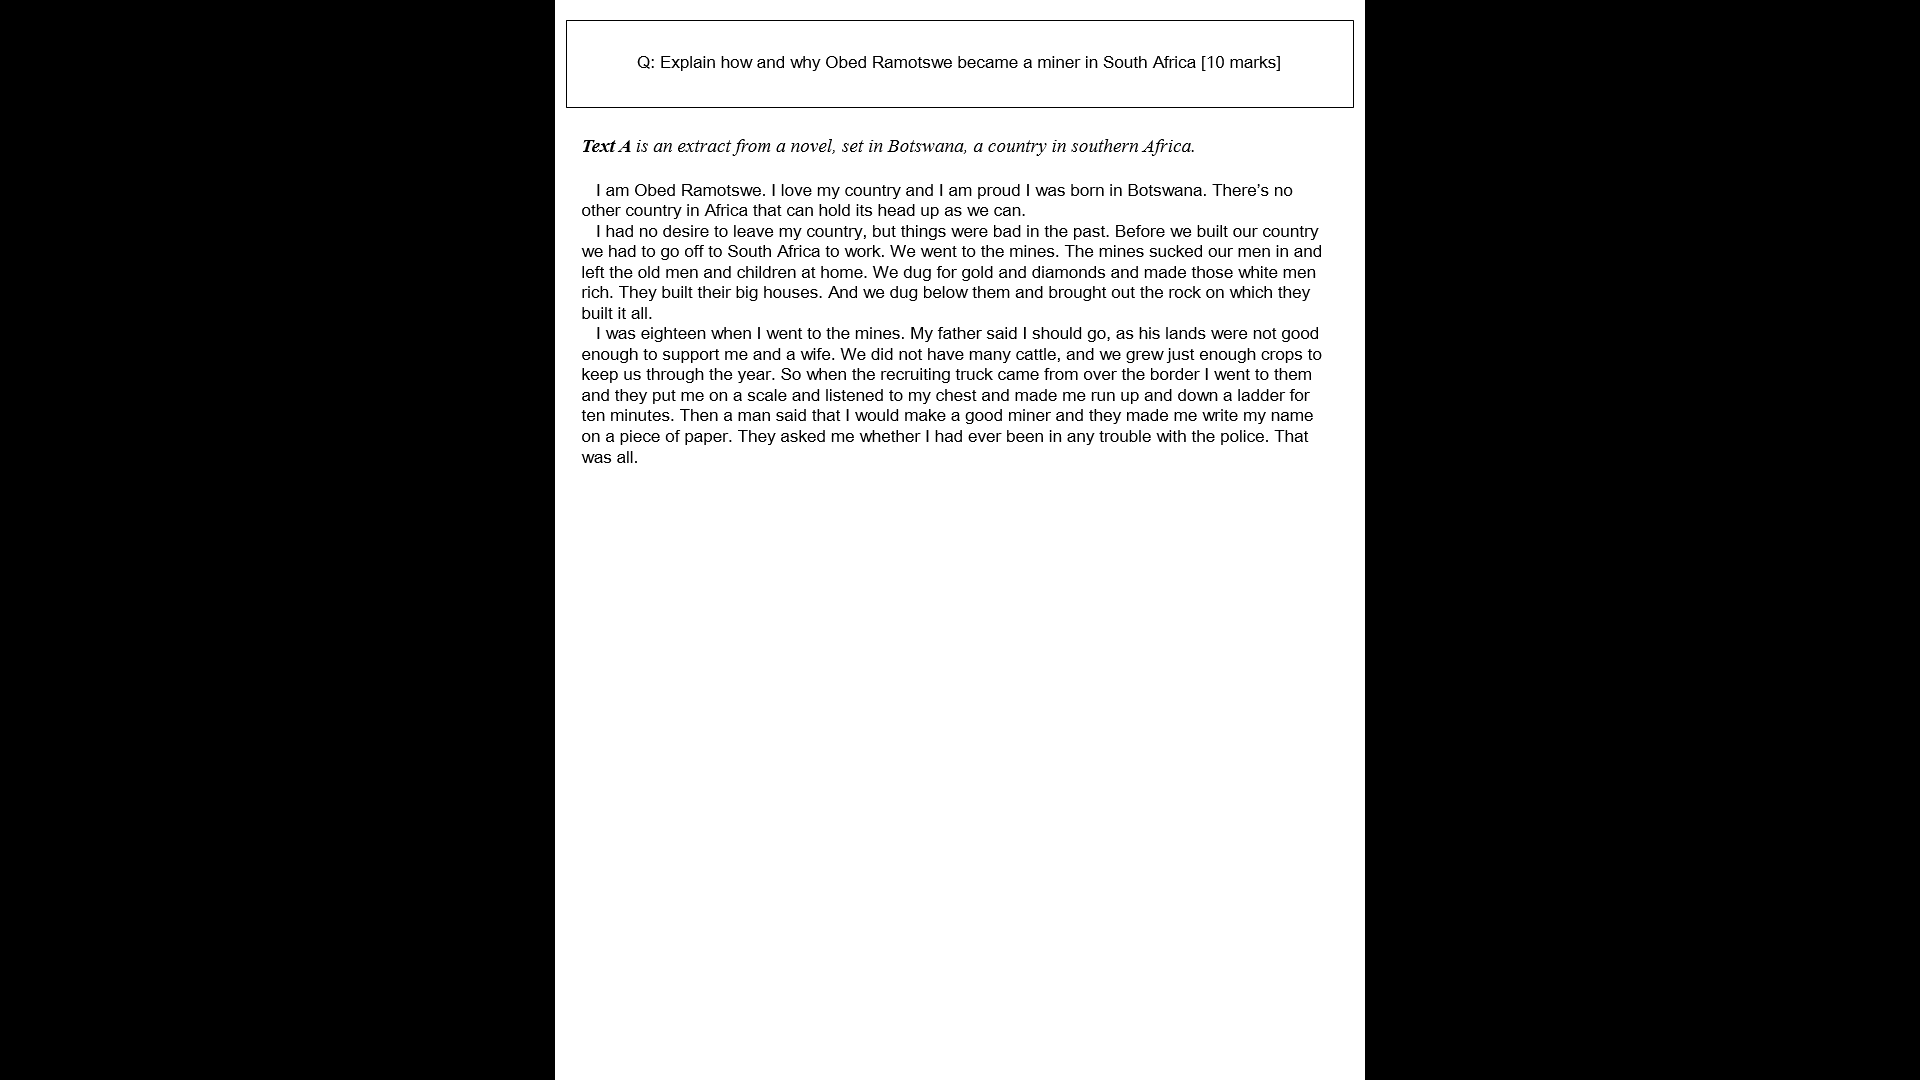 Q: Explain how and why Obed Ramotswe became a miner in South Africa [10 marks]
Text A is an extract from a novel, set in Botswana, a country in southern Africa.
I am Obed Ramotswe. I love my country and I am proud I was born in Botswana. There’s no
other country in Africa that can hold its head up as we can.
I had no desire to leave my country, but things were bad in the past. Before we built our country
we had to go off to South Africa to work. We went to the mines. The mines sucked our men in and
left the old men and children at home. We dug for gold and diamonds and made those white men
rich. They built their big houses. And we dug below them and brought out the rock on which they
built it all.
I was eighteen when I went to the mines. My father said I should go, as his lands were not good
enough to support me and a wife. We did not have many cattle, and we grew just enough crops to
keep us through the year. So when the recruiting truck came from over the border I went to them
and they put me on a scale and listened to my chest and made me run up and down a ladder for
ten minutes. Then a man said that I would make a good miner and they made me write my name
on a piece of paper. They asked me whether I had ever been in any trouble with the police. That
was all.